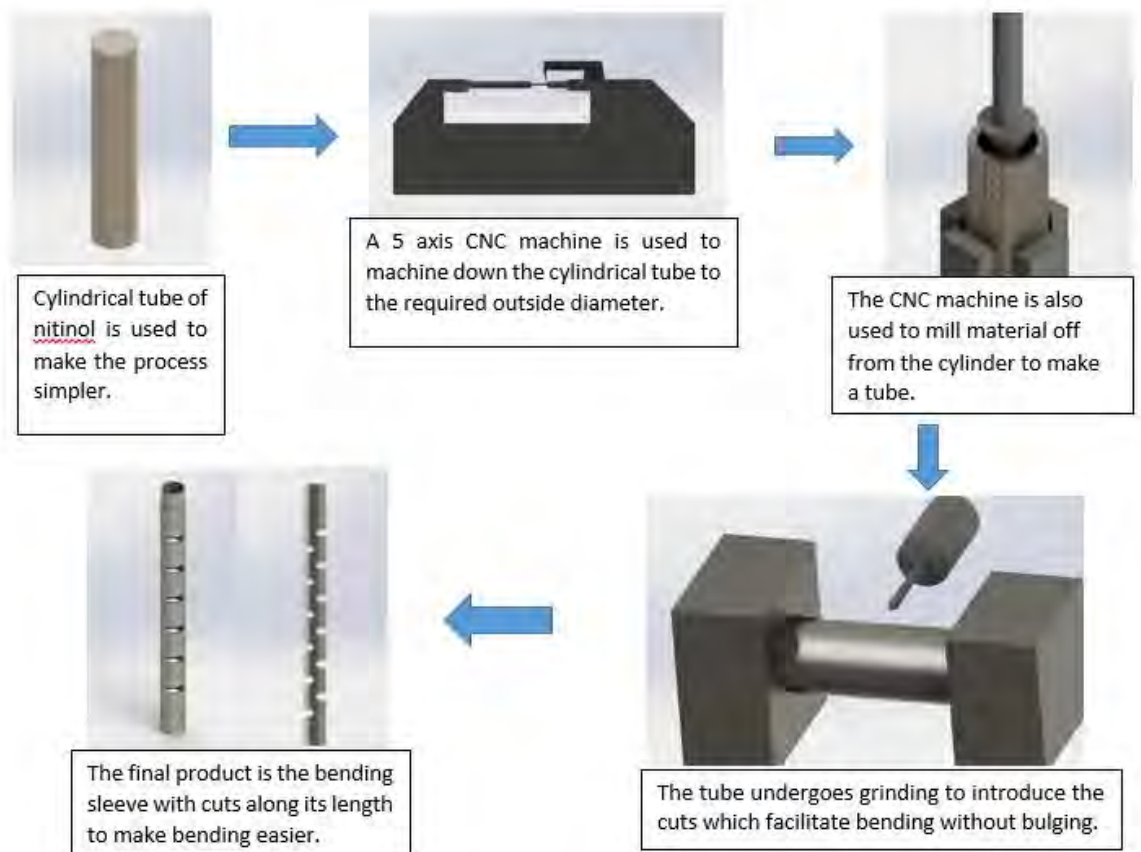 Cylindrical tube of
nitinol is used to
make the process
simpler.
A 5 axis CNC machine is used to
machine down the cylindrical tube to
the required outside diameter.
The CNC machine is also
used to mill material off
from the cylinder to make
a tube.
The tube undergoes grinding to introduce the
cuts which facilitate bending without bulging.
The final product is the bending
sleeve with cuts along its length
to make bending easier.